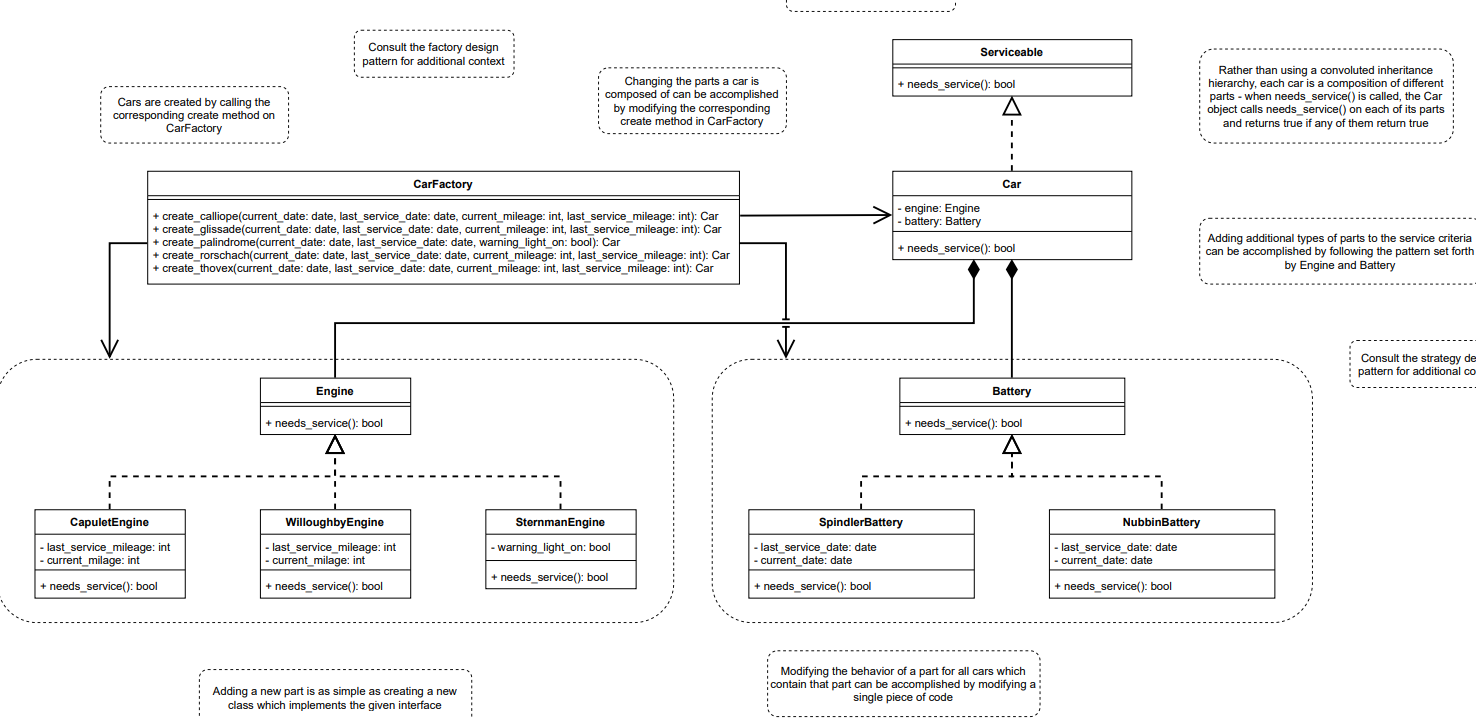 Consult the factory design
pattern for additional context
Cars are created by calling the
corresponding create method on
CarFactory
Changing the parts a car is
composed of can be accomplished
by modifying the corresponding
create method in CarFactory
Serviceable
+ needs_service(): bool
Rather than using a convoluted inheritance
hierarchy, each car is a composition of different
parts - when needs_service() is called, the Car
object calls needs_service() on each of its parts
and returns true if any of them return true
CarFactory
+ create_calliope(current_date: date, last_service_date: date, current_mileage: int, last_service_mileage: int): Car
+ create_glissade(current_date: date, last_service_date: date, current_mileage: int, last_service_mileage: int): Car
+ create_palindrome(current_date: date, last_service_date: date, warning_light_on: bool): Car
+ create_rorschach(current_date: date, last_service_date: date, current_mileage: int, last_service_mileage: int): Car
+ create_thovex(current_date: date, last_service_date: date, current_mileage: int, last_service_mileage: int): Car
Car
- engine: Engine
- battery: Battery
+ needs_service(): bool
Adding additional types of parts to the service criteria
can be accomplished by following the pattern set forth
by Engine and Battery
Consult the strategy de
pattern for additional co
Engine
+ needs_service(): bool
Battery
+ needs_service(): bool
CapuletEngine
- last_service_mileage: int
- current_milage: int
+ needs_service(): bool
WilloughbyEngine
- last_service_mileage: int
- current_milage: int
+ needs_service(): bool
SternmanEngine
- warning_light_on: bool
+ needs_service(): bool
SpindlerBattery
- last_service_date: date
- current_date: date
+ needs_service(): bool
NubbinBattery
- last_service_date: date
- current_date: date
+ needs_service(): bool
Adding a new part is as simple as creating a new
class which implements the given interface
Modifying the behavior of a part for all cars which
contain that part can be accomplished by modifying a
single piece of code